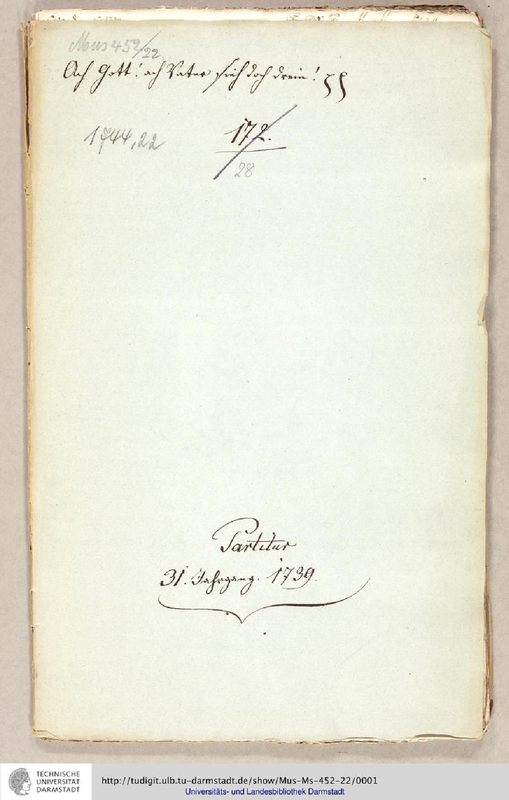 Mus 452/22.
Ach Gott! ach Vater sieh doch drein!
172.
1744,22
28
Partitur
31. Jahrgang. 1739.
TECHNISCHE
UNIVERSITÄT
DARMSTADT
http://tudigit.ulb.tu-darmstadt.de/show/Mus-Ms-452-22/0001
Universitäts- und Landesbibliothek Darmstadt